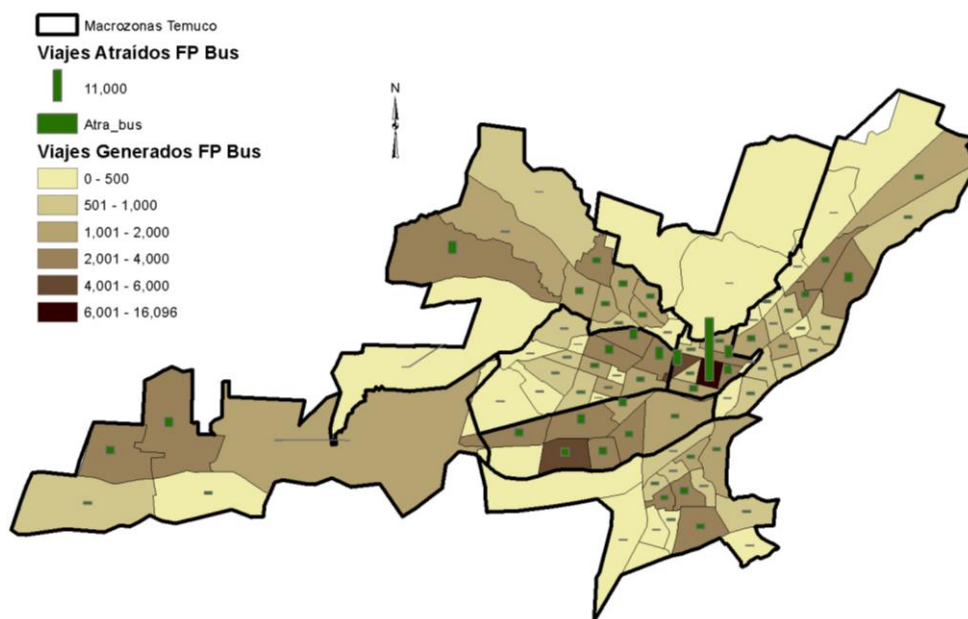 Macrozonas Temuco
Viajes Atraídos FP Bus
11,000
Atra_bus
Viajes Generados FP Bus
0 - 500
501 - 1,000
1,001 - 2,000
2,001 - 4,000
4,001 - 6,000
6,001 - 16,096
N